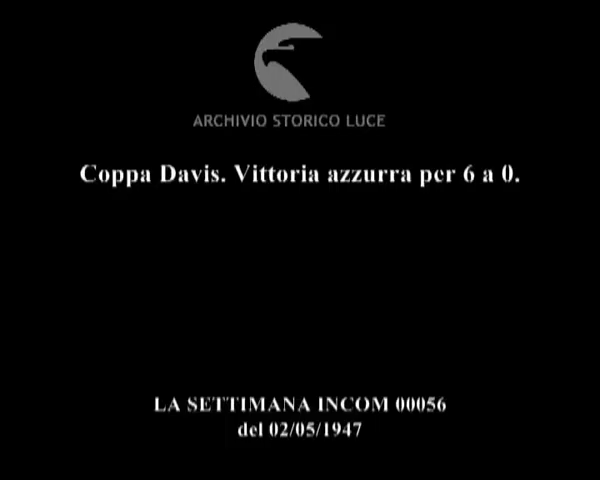 ARCHIVIO STORICO LUCE
Coppa Davis. Vittoria azzurra per 6 a 0.
LA SETTIMANA INCOM 00056
del 02/05/1947